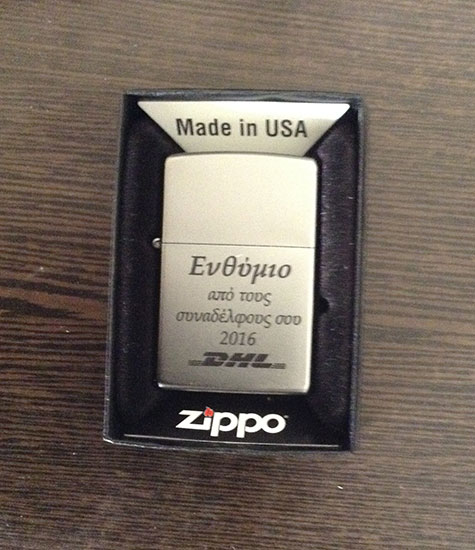 Made in USA
Ενθύμιο
από τους
συναδέλφους σου
2016
DHL
zippo